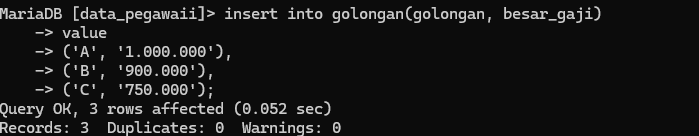 MariaDB [data_pegawaii]> insert into golongan(golongan, besar_gaji)
    -> value
    -> ('A', '1.000.000'),
    -> ('B', '900.000'),
    -> ('C', '750.000');
Query OK, 3 rows affected (0.052 sec)
Records: 3  Duplicates: 0  Warnings: 0